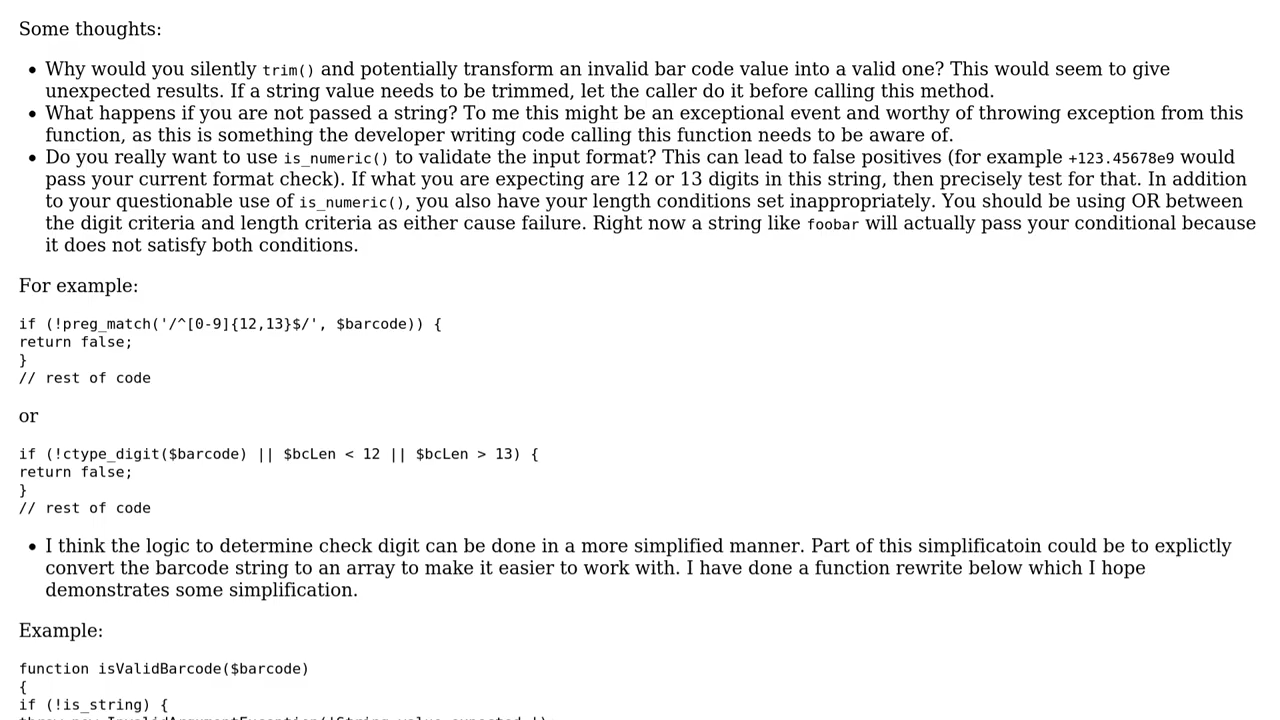 Some thoughts:
• Why would you silently trim() and potentially transform an invalid bar code value into a valid one? This would seem to give
unexpected results. If a string value needs to be trimmed, let the caller do it before calling this method.
• What happens if you are not passed a string? To me this might be an exceptional event and worthy of throwing exception from this
function, as this is something the developer writing code calling this function needs to be aware of.
• Do you really want to use is_numeric() to validate the input format? This can lead to false positives (for example +123.45678e9 would
pass your current format check). If what you are expecting are 12 or 13 digits in this string, then precisely test for that. In addition
to your questionable use of is_numeric(), you also have your length conditions set inappropriately. You should be using OR between
the digit criteria and length criteria as either cause failure. Right now a string like foobar will actually pass your conditional because
it does not satisfy both conditions.
For example:
if (!preg_match('/^[0-9]{12,13}$/', $barcode)) {
return false;
}
// rest of code
or
if (!ctype_digit($barcode) || $bcLen < 12 || $bcLen > 13) {
return false;
}
// rest of code
• I think the logic to determine check digit can be done in a more simplified manner. Part of this simplificatoin could be to explictly
convert the barcode string to an array to make it easier to work with. I have done a function rewrite below which I hope
demonstrates some simplification.
Example:
function isValidBarcode($barcode)
{
if (!is_string) {
throw new InvalidArgumentException('String value expected.');